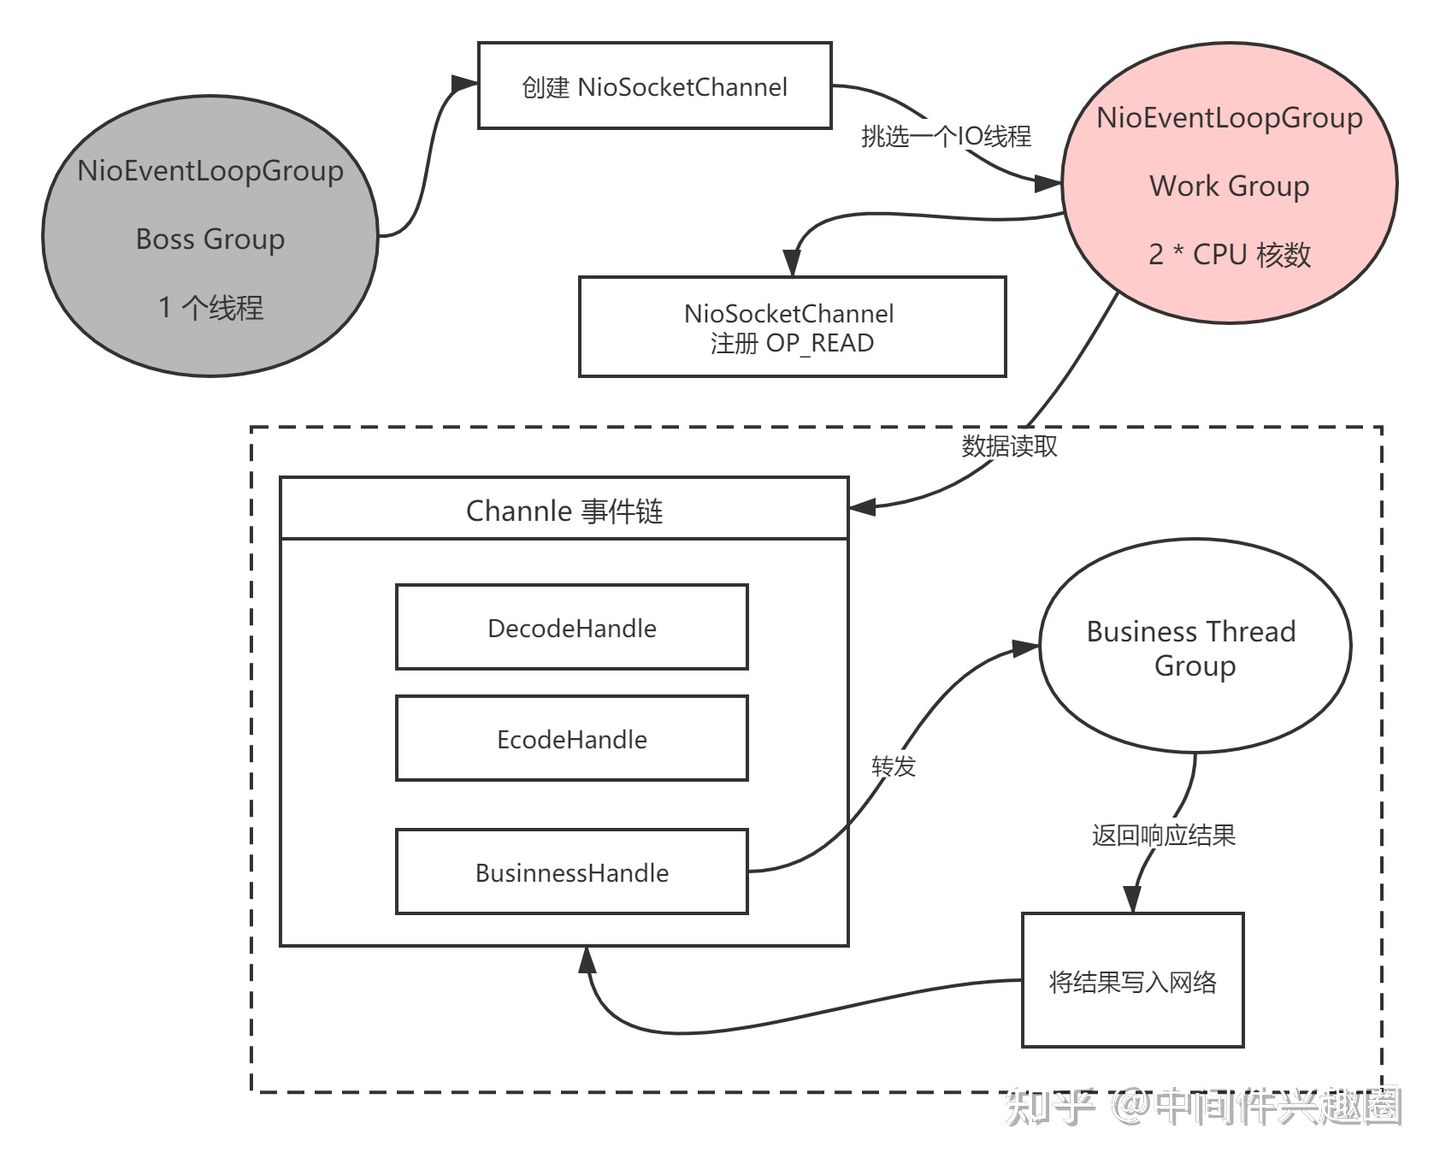 创建 NioSocketChannel
NioEventLoopGroup
Boss Group
1 个线程
挑选一个IO线程
NioEventLoopGroup
Work Group
2 * CPU 核数
NioSocketChannel
注册 OP_READ
数据读取
Channle 事件链
DecodeHandle
EcodeHandle
BusinnessHandle
转发
Business Thread
Group
返回响应结果
将结果写入网络
知乎 @中间件兴趣圈